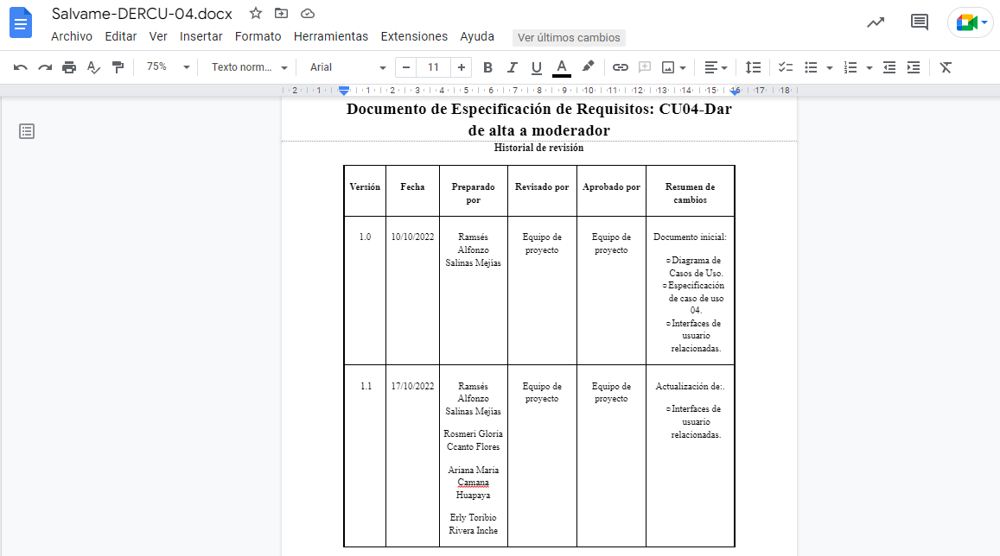 Salvame-DERCU-04.docx
Archivo Editar Ver Insertar Formato Herramientas Extensiones Ayuda Ver últimos cambios
75% Texto norm... Arial 11 B I U A
2 1 1 2 3 4 5 6 7 8 9 10 11 12 13 14 15 16 17 18
Documento de Especificación de Requisitos: CU04-Dar
de alta a moderador
Historial de revisión
Versión Fecha Preparado por Revisado por Aprobado por Resumen de cambios
1.0 10/10/2022 Ramsés Alfonzo Salinas Mejías Equipo de proyecto Equipo de proyecto Documento inicial:
Diagrama de
Casos de Uso.
Especificación
de caso de uso
04.
Interfaces de
usuario
relacionadas.
1.1 17/10/2022 Ramsés Alfonzo Salinas Mejías Equipo de proyecto Equipo de proyecto Actualización de:.
Rosmeri Gloria
Ccanto Flores
Ariana Maria
Camana
Huapaya
Erly Toribio
Rivera Inche
Interfaces de
usuario
relacionadas.